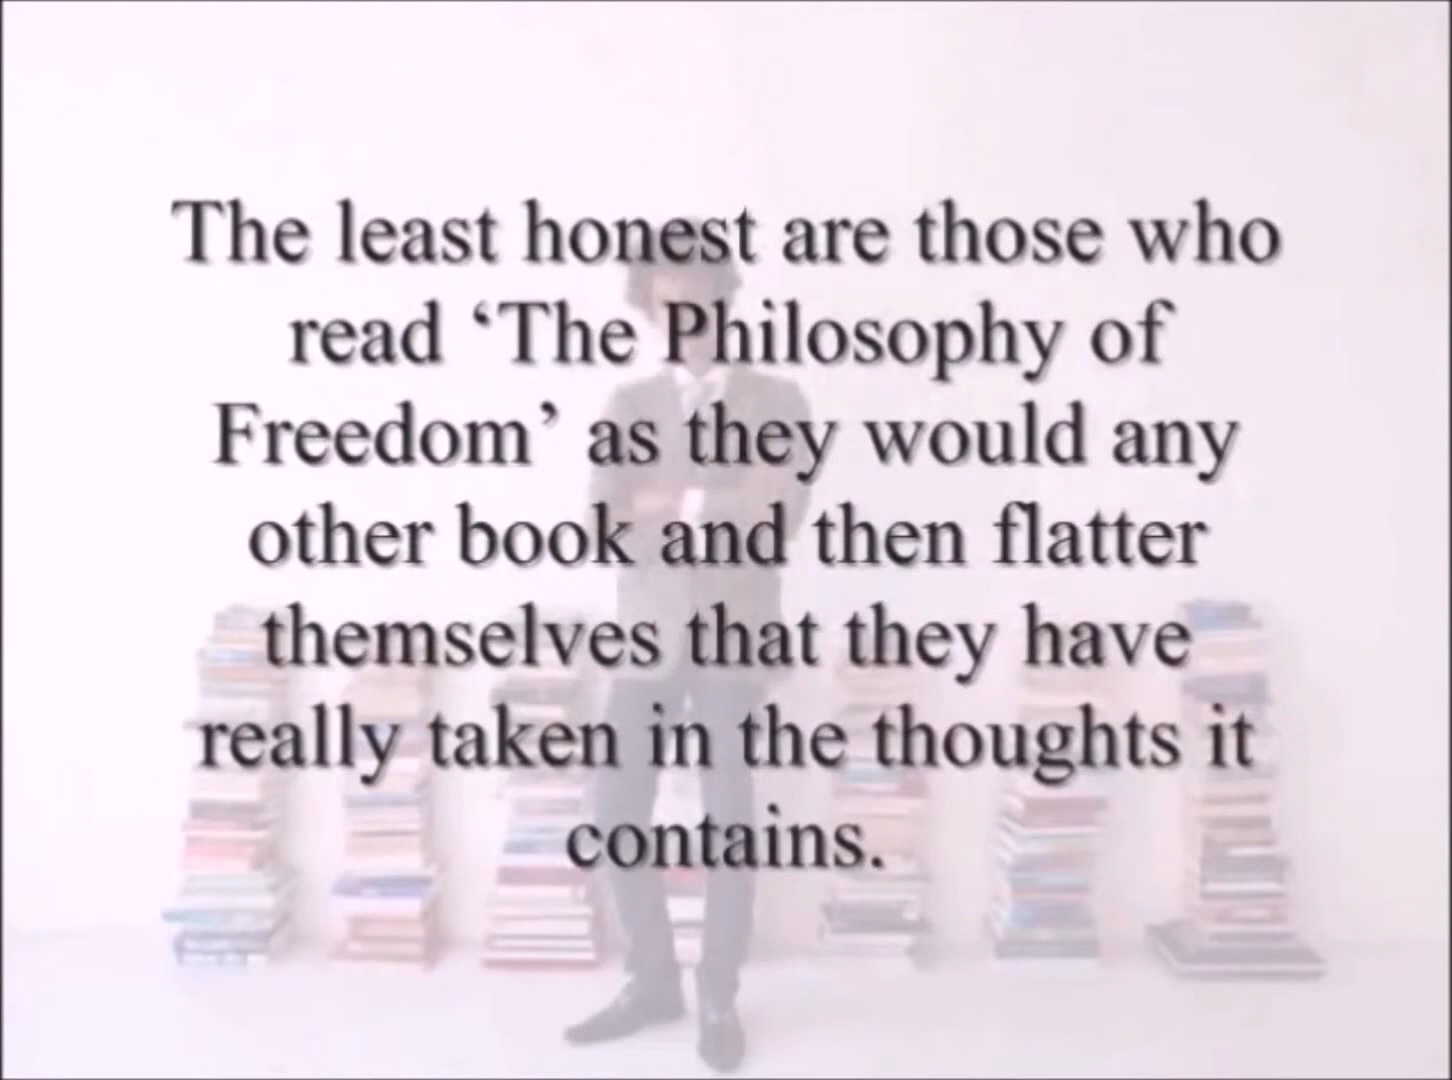 The least honest are those who
read ‘The Philosophy of
Freedom’ as they would any
other book and then flatter
themselves that they have
really taken in the thoughts it
contains.